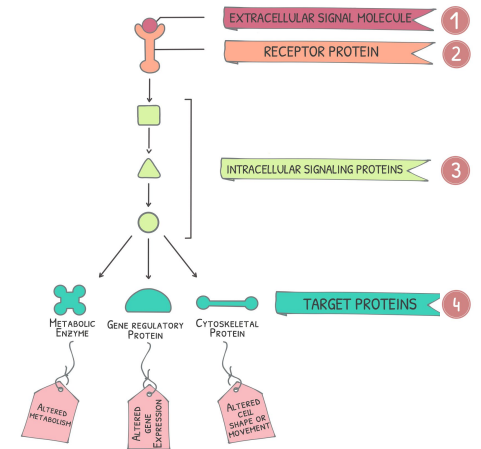 EXTRACELLULAR SIGNAL MOLECULE 1
RECEPTOR PROTEIN 2
INTRACELLULAR SIGNALING PROTEINS 3
TARGET PROTEINS 4
METABOLIC
ENZYME
GENE REGULATORY
PROTEIN
CYTOSKELETAL
PROTEIN
ALTERED
METABOLISM
ALTERED
GENE
EXPRESSION
ALTERED
CELL
SHAPE OR
MOVEMENT